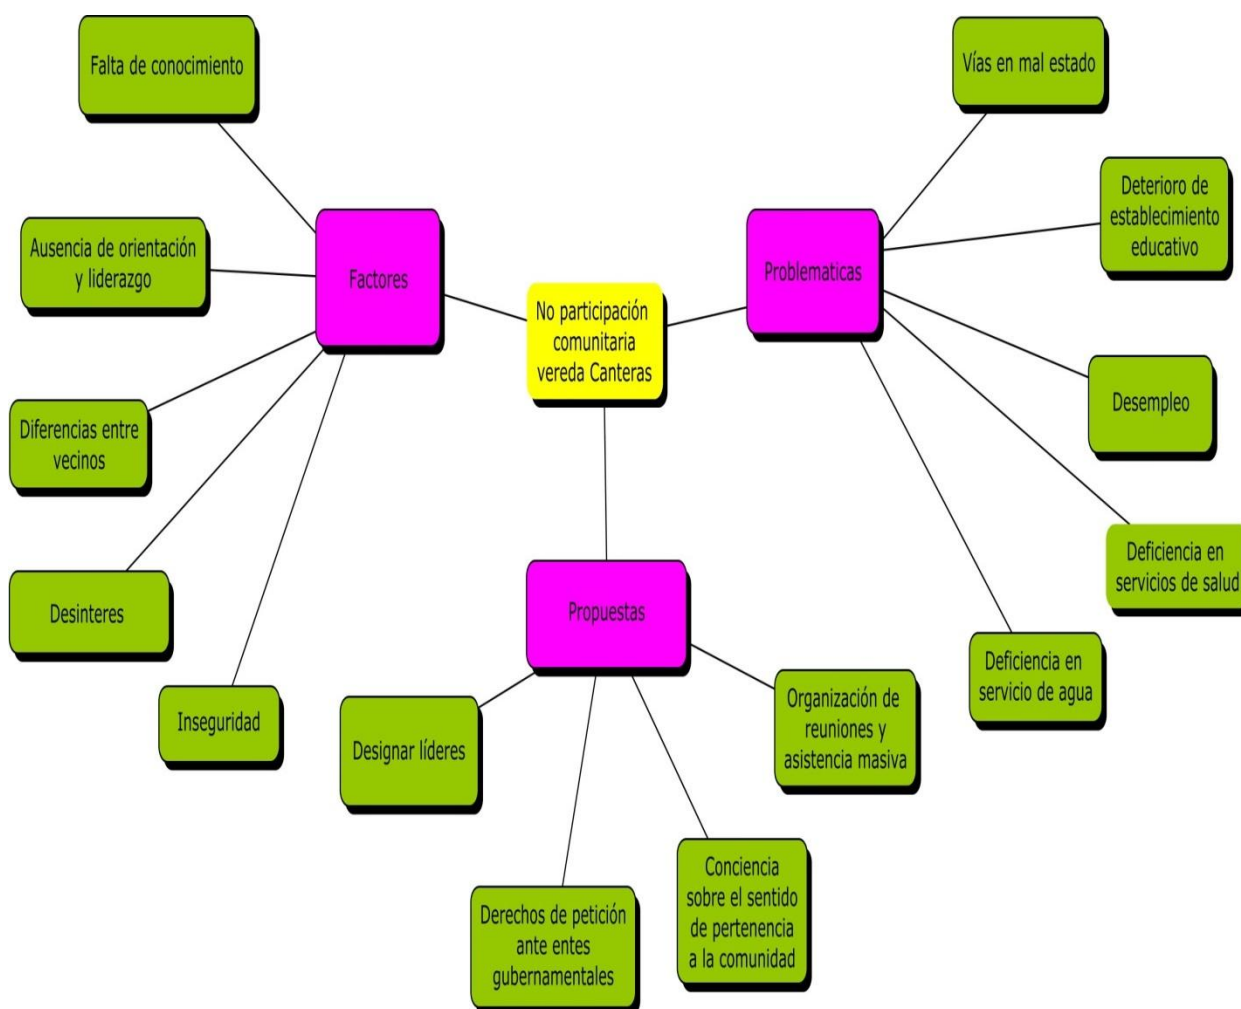 Falta de conocimiento
Ausencia de orientación
y liderazgo
Diferencias entre
vecinos
Desinteres
Inseguridad
Factores
No participación
comunitaria
vereda Canteras
Problematicas
Vías en mal estado
Deterioro de
establecimiento
educativo
Desempleo
Deficiencia en
servicios de salud
Deficiencia en
servicio de agua
Propuestas
Designar líderes
Derechos de petición
ante entes
gubernamentales
Conciencia
sobre el sentido
de pertenencia
a la comunidad
Organización de
reuniones y
asistencia masiva